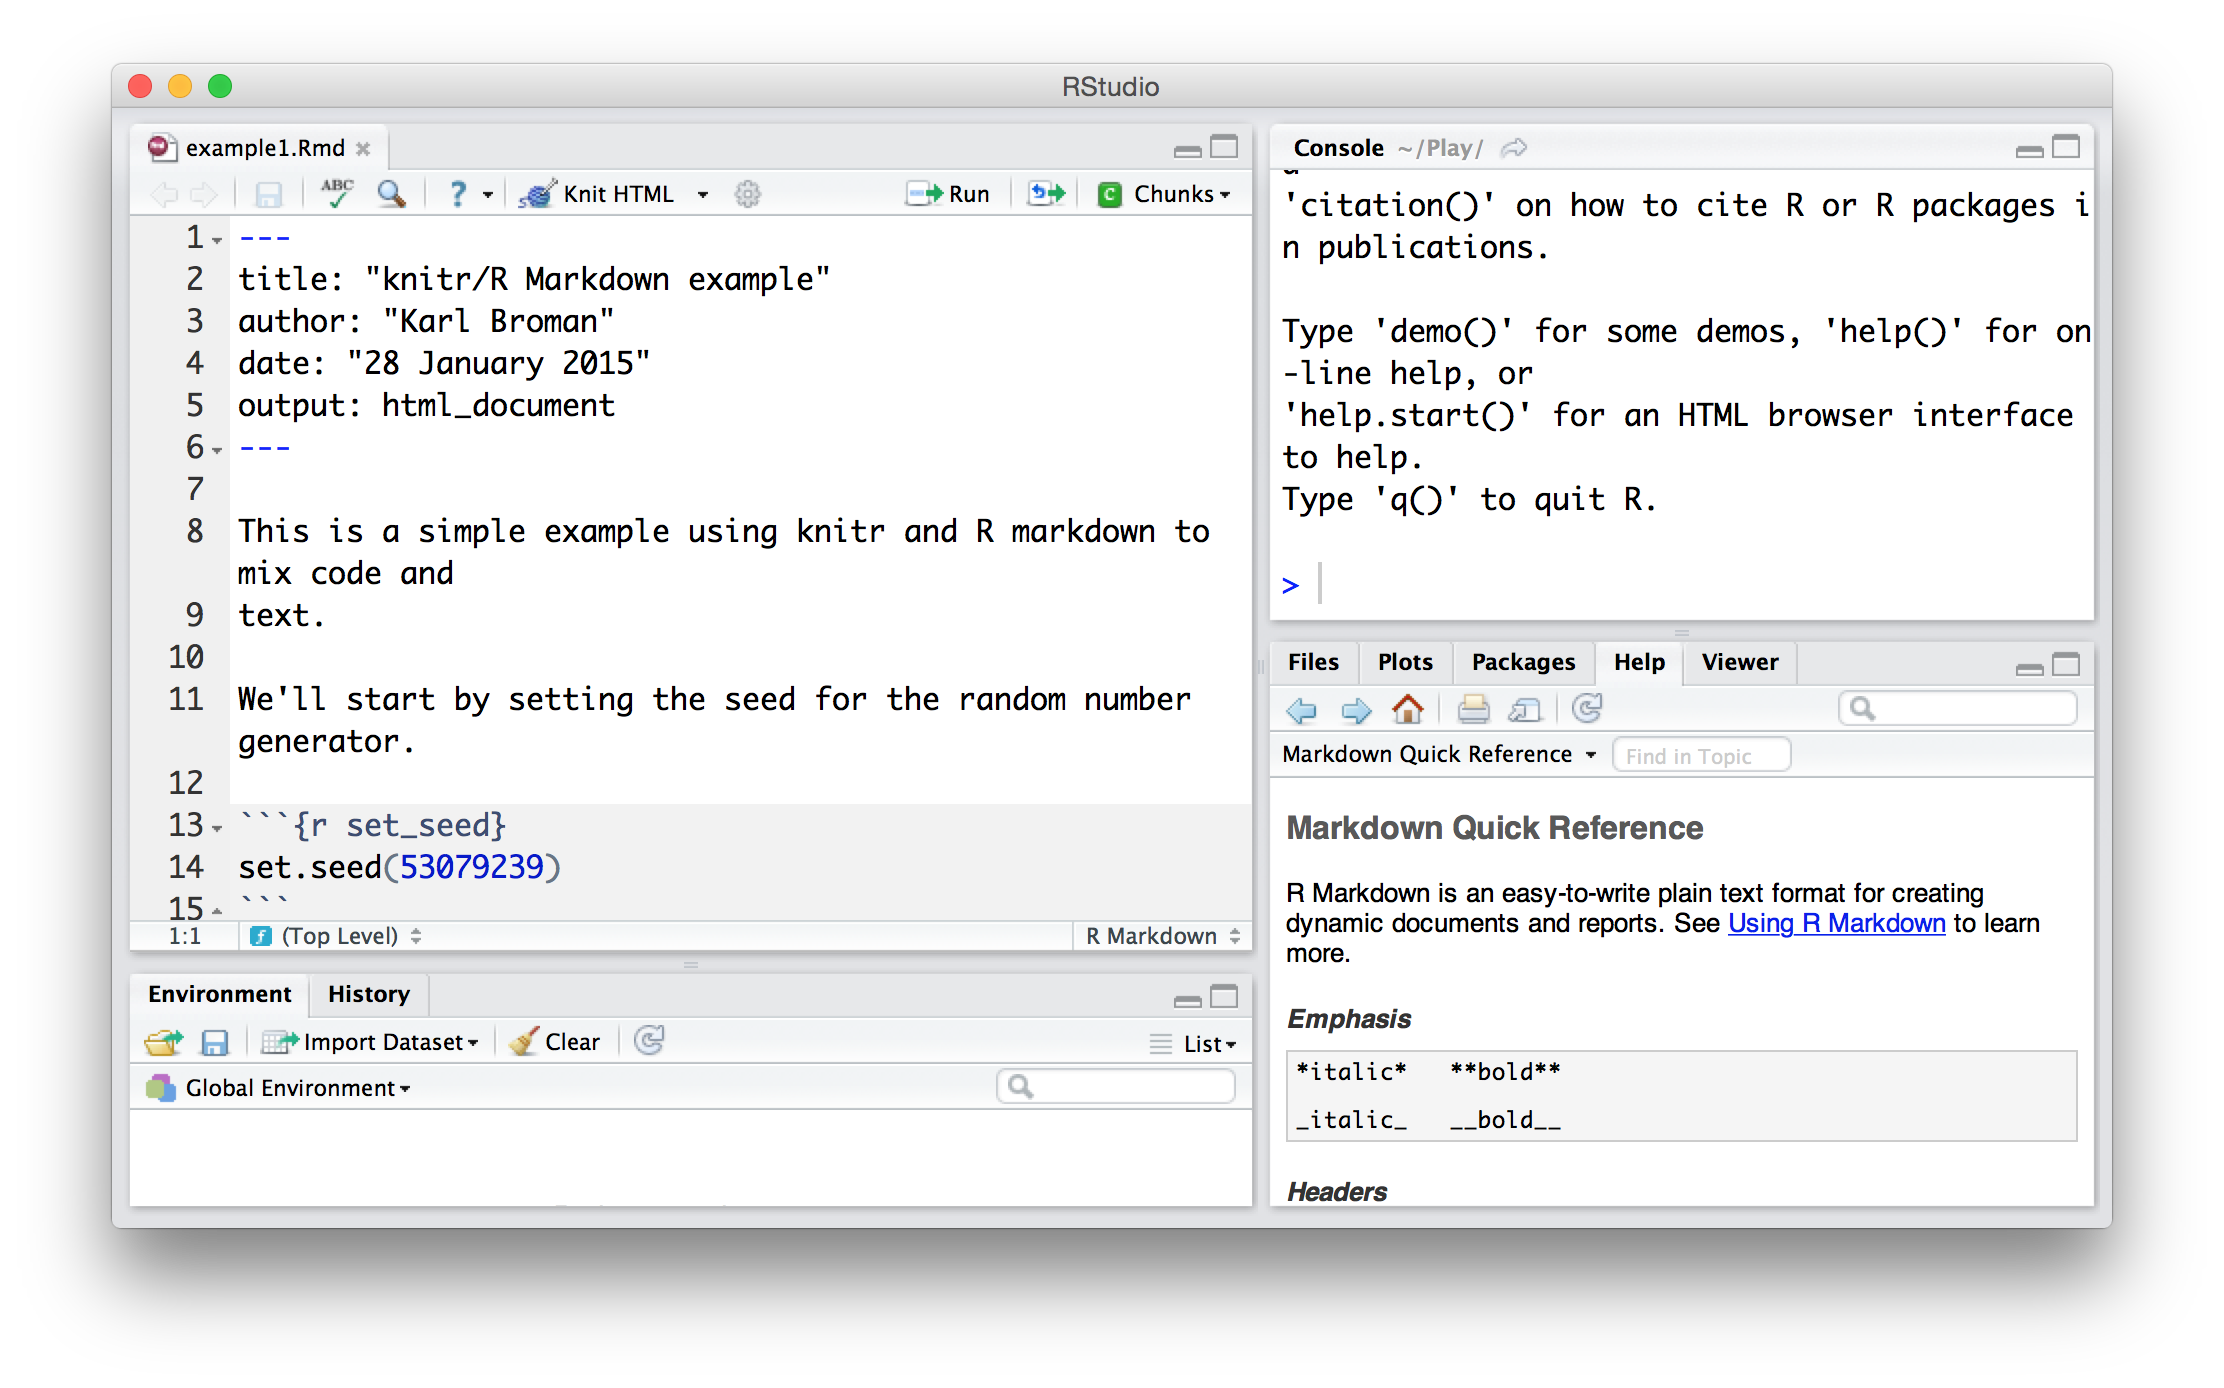 RStudio
example1.Rmd
ABC
? Knit HTML Run C Chunks
1 ---
2 title: "knitr/R Markdown example"
3 author: "Karl Broman"
4 date: "28 January 2015"
5 output: html_document
6 ---
7
8 This is a simple example using knitr and R markdown to
mix code and
9 text.
10
11 We'll start by setting the seed for the random number
generator.
12
13 ```{r set_seed}
14 set.seed(53079239)
15 ```
1:1 (Top Level) R Markdown
Environment History
Import Dataset Clear List
Global Environment
Console ~/Play/
'citation()' on how to cite R or R packages i
n publications.
Type 'demo()' for some demos, 'help()' for on
-line help, or
'help.start()' for an HTML browser interface
to help.
Type 'q()' to quit R.
>
Files Plots Packages Help Viewer
Markdown Quick Reference Find in Topic
Markdown Quick Reference
R Markdown is an easy-to-write plain text format for creating
dynamic documents and reports. See Using R Markdown to learn
more.
Emphasis
*italic* **bold**
_italic_ __bold__
Headers